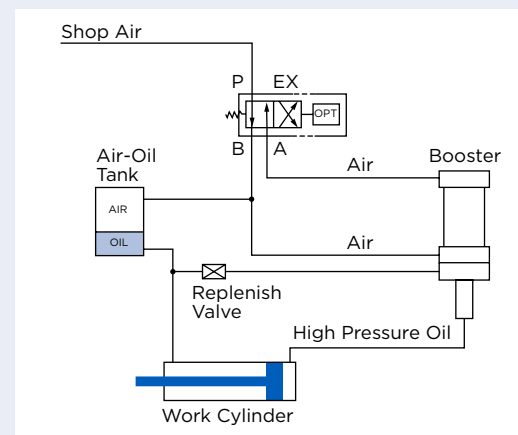 Shop Air
P EX
OPT
B A
Air-Oil
Tank
Air
Booster
AIR
OIL
Air
Replenish
Valve
High Pressure Oil
Work Cylinder